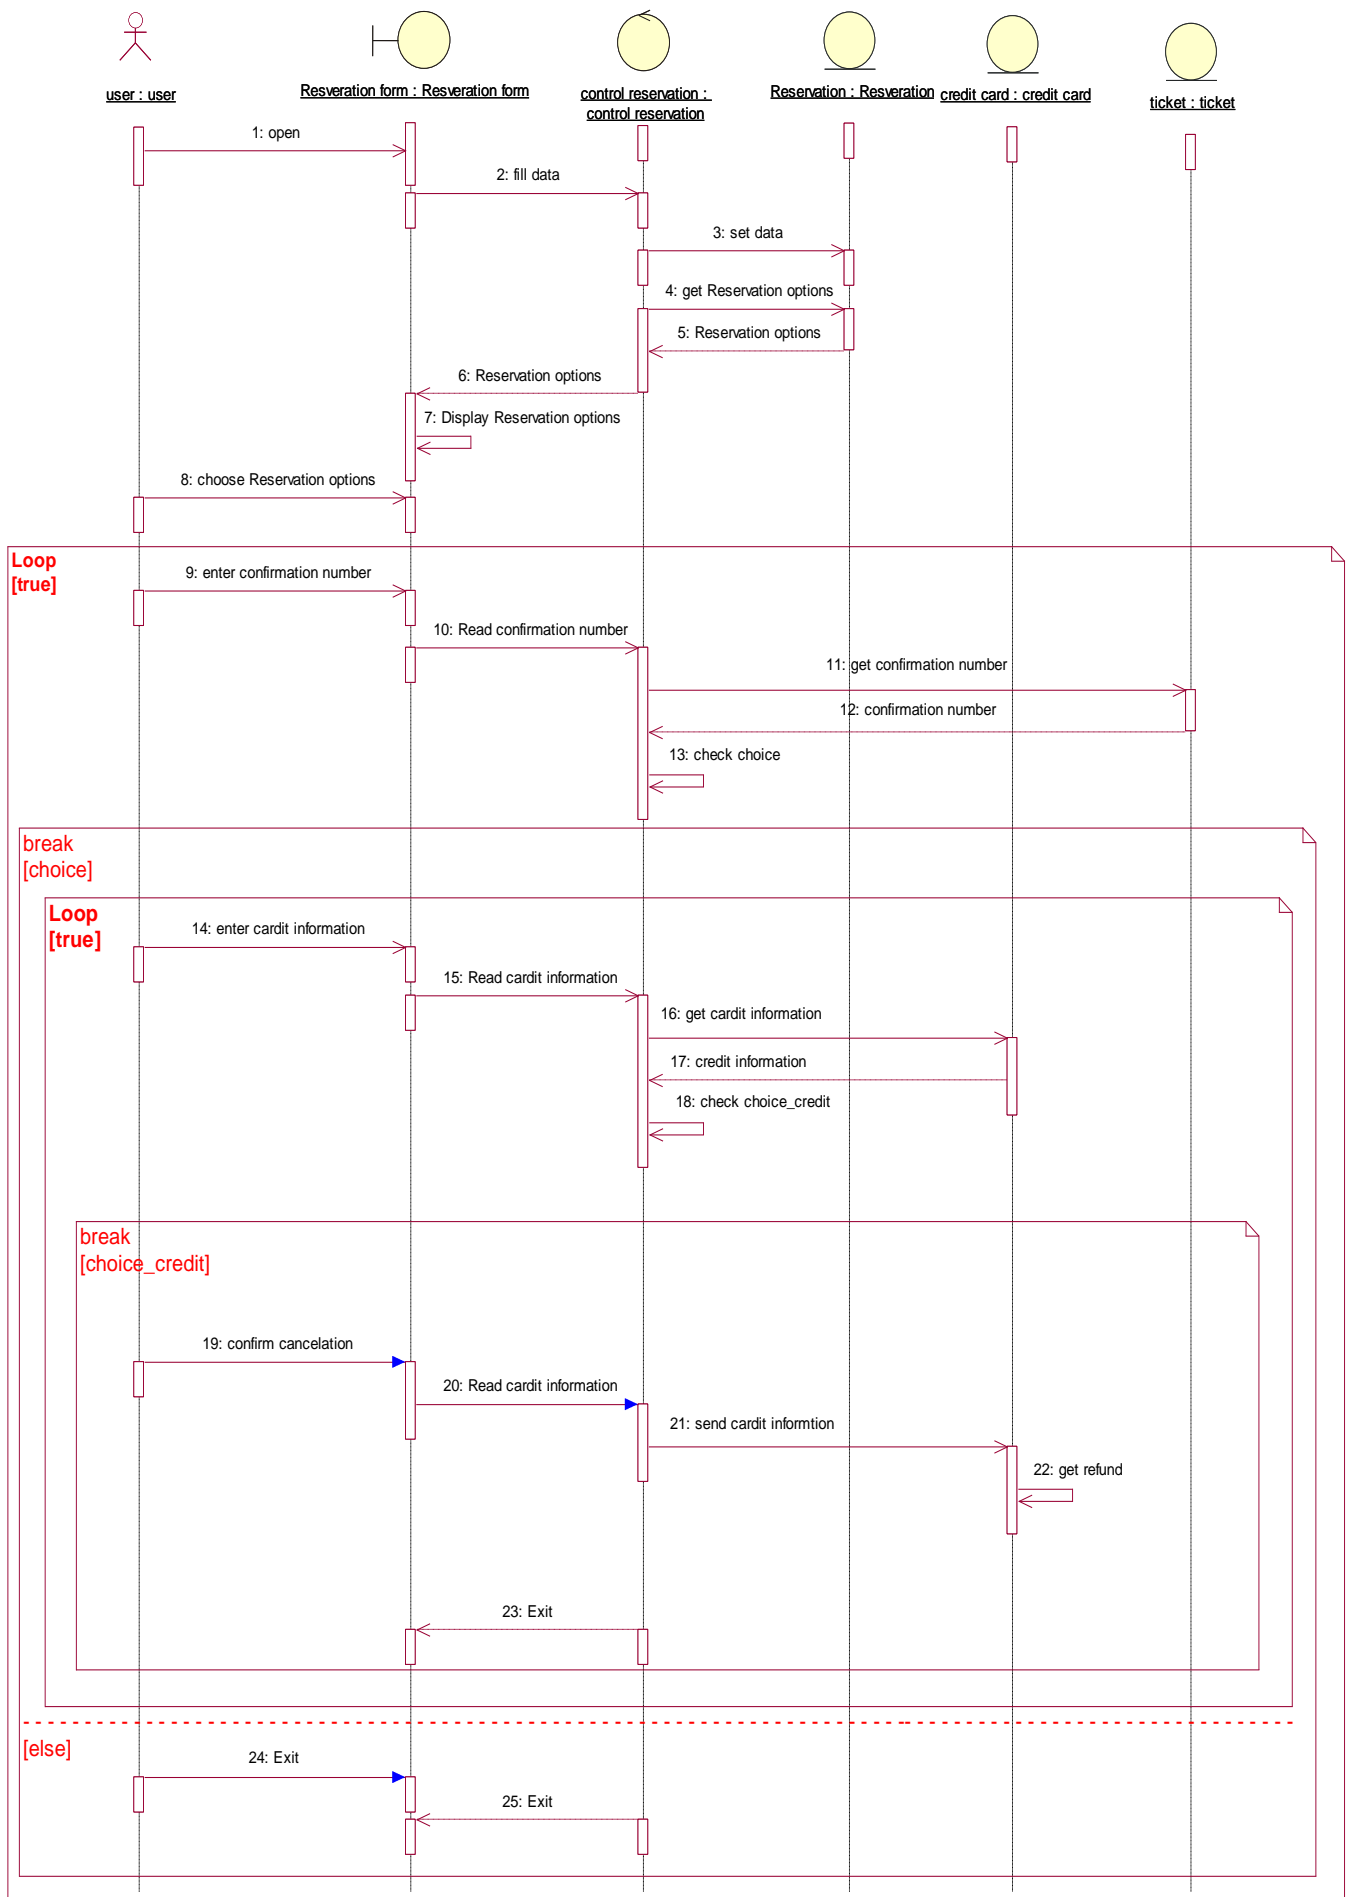 user : user
Resveration form : Resveration form
control reservation :
control reservation
Reservation : Resveration
credit card : credit card
ticket : ticket
1: open
2: fill data
3: set data
4: get Reservation options
5: Reservation options
6: Reservation options
7: Display Reservation options
8: choose Reservation options
Loop
[true]
9: enter confirmation number
10: Read confirmation number
11: get confirmation number
12: confirmation number
13: check choice
break
[choice]
Loop
[true]
14: enter cardit information
15: Read cardit information
16: get cardit information
17: credit information
18: check choice_credit
break
[choice_credit]
19: confirm cancelation
20: Read cardit information
21: send cardit informtion
22: get refund
23: Exit
[else]
24: Exit
25: Exit